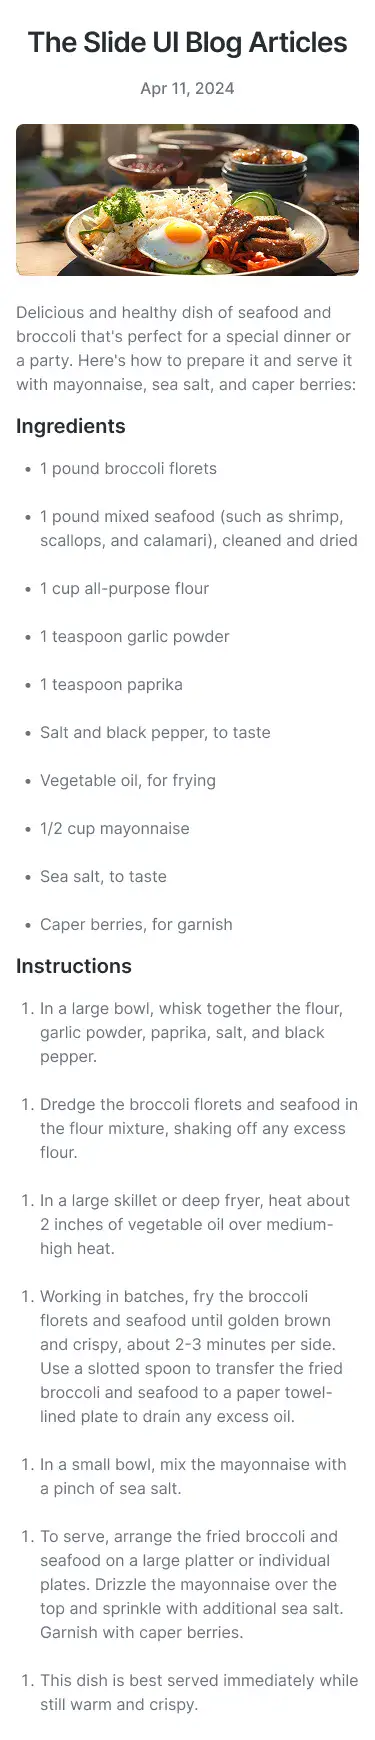 The Slide UI Blog Articles
Apr 11, 2024
Delicious and healthy dish of seafood and
broccoli that's perfect for a special dinner or
a party. Here's how to prepare it and serve it
with mayonnaise, sea salt, and caper berries:
Ingredients
• 1 pound broccoli florets
• 1 pound mixed seafood (such as shrimp,
scallops, and calamari), cleaned and dried
• 1 cup all-purpose flour
• 1 teaspoon garlic powder
• 1 teaspoon paprika
• Salt and black pepper, to taste
• Vegetable oil, for frying
• 1/2 cup mayonnaise
• Sea salt, to taste
• Caper berries, for garnish
Instructions
1. In a large bowl, whisk together the flour,
garlic powder, paprika, salt, and black
pepper.
1. Dredge the broccoli florets and seafood in
the flour mixture, shaking off any excess
flour.
1. In a large skillet or deep fryer, heat about
2 inches of vegetable oil over medium-
high heat.
1. Working in batches, fry the broccoli
florets and seafood until golden brown
and crispy, about 2-3 minutes per side.
Use a slotted spoon to transfer the fried
broccoli and seafood to a paper towel-
lined plate to drain any excess oil.
1. In a small bowl, mix the mayonnaise with
a pinch of sea salt.
1. To serve, arrange the fried broccoli and
seafood on a large platter or individual
plates. Drizzle the mayonnaise over the
top and sprinkle with additional sea salt.
Garnish with caper berries.
1. This dish is best served immediately while
still warm and crispy.